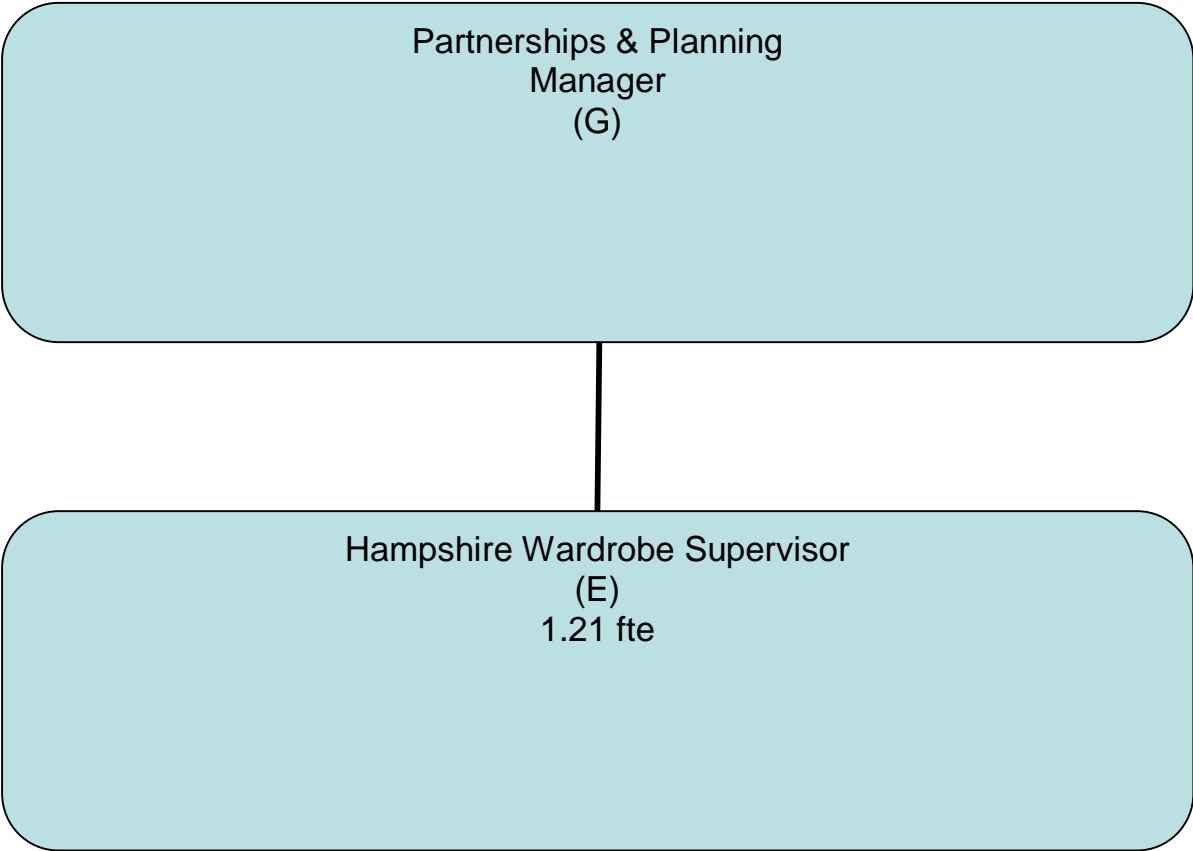 Partnerships & Planning
Manager
(G)
Hampshire Wardrobe Supervisor
(E)
1.21 fte